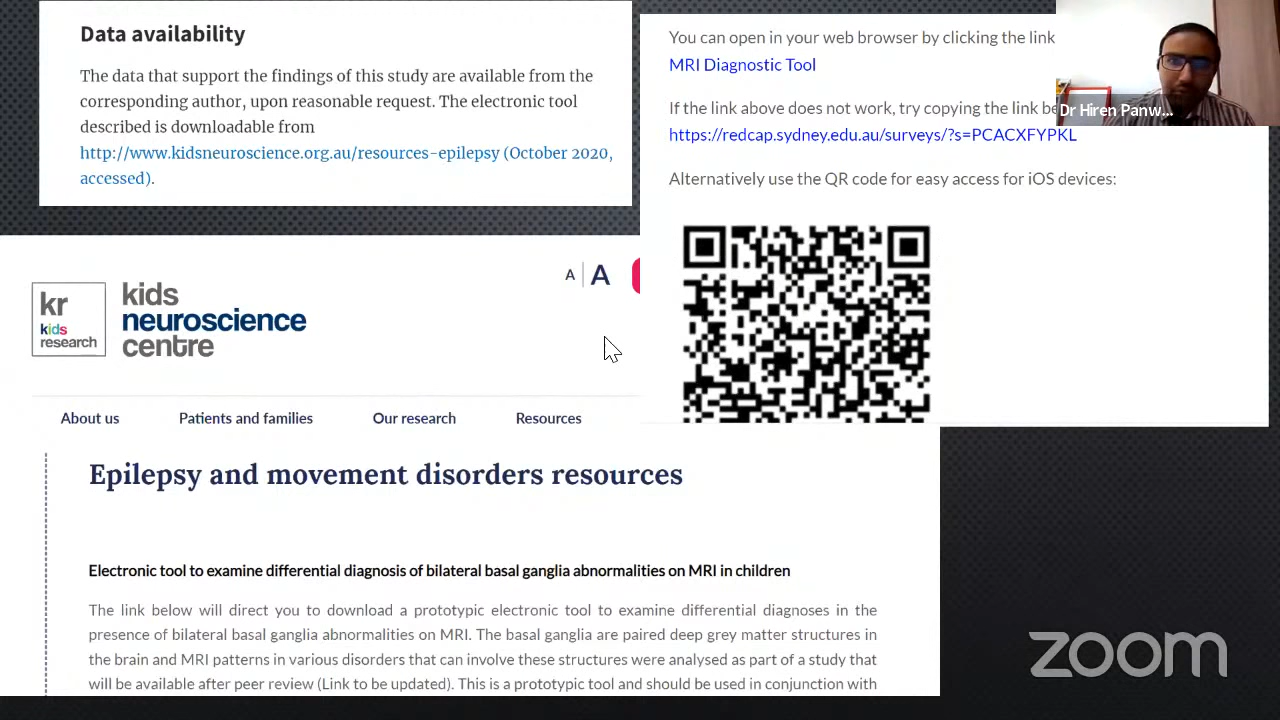 Data availability
The data that support the findings of this study are available from the
corresponding author, upon reasonable request. The electronic tool
described is downloadable from
http://www.kidsneuroscience.org.au/resources-epilepsy (October 2020,
accessed).
You can open in your web browser by clicking the link
MRI Diagnostic Tool
If the link above does not work, try copying the link be
https://redcap.sydney.edu.au/surveys/?s=PCACXFYPKL
Alternatively use the QR code for easy access for iOS devices:
Dr Hiren Panw...
A | A
kr
kids
research
kids
neuroscience
centre
About us Patients and families Our research Resources
Epilepsy and movement disorders resources
Electronic tool to examine differential diagnosis of bilateral basal ganglia abnormalities on MRI in children
The link below will direct you to download a prototypic electronic tool to examine differential diagnoses in the
presence of bilateral basal ganglia abnormalities on MRI. The basal ganglia are paired deep grey matter structures in
the brain and MRI patterns in various disorders that can involve these structures were analysed as part of a study that
will be available after peer review (Link to be updated). This is a prototypic tool and should be used in conjunction with
zoom